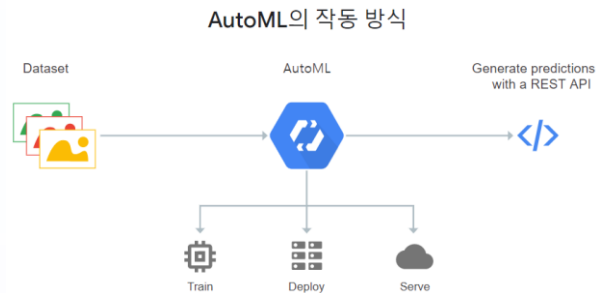 AutoML의 작동 방식
Dataset
AutoML
Generate predictions
with a REST API
Train
Deploy
Serve